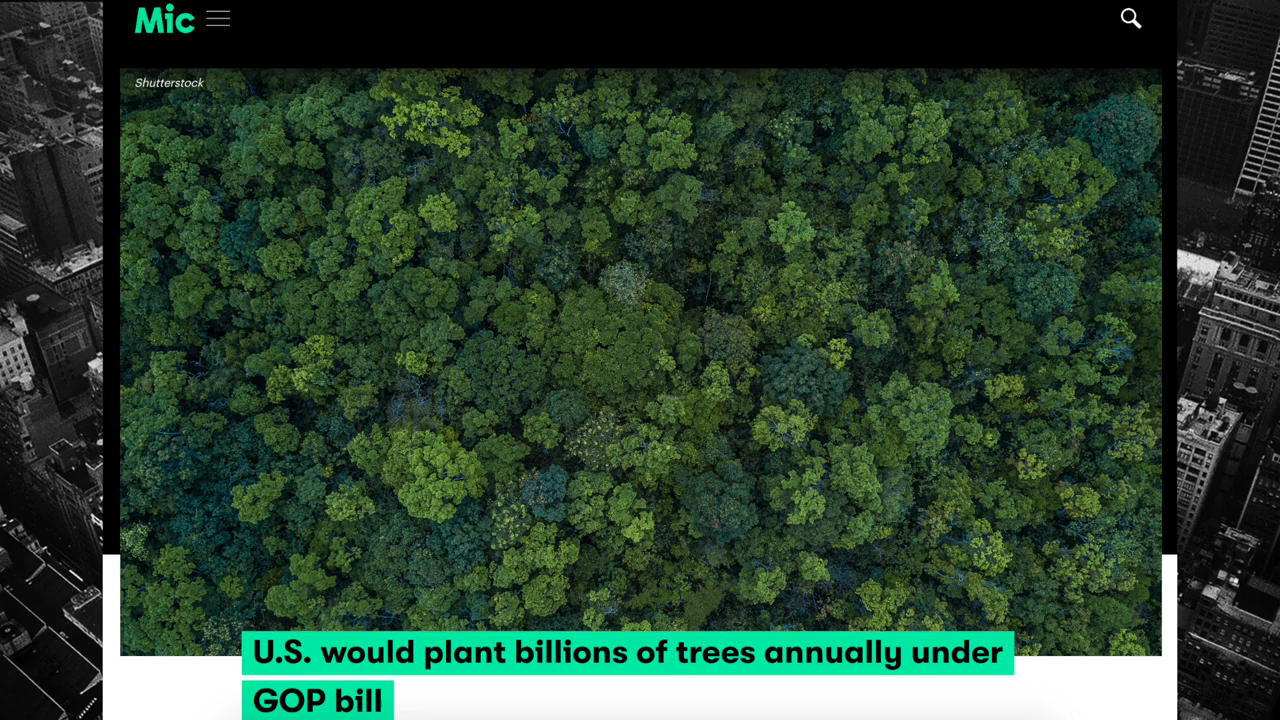 Mic
Shutterstock
U.S. would plant billions of trees annually under
GOP bill